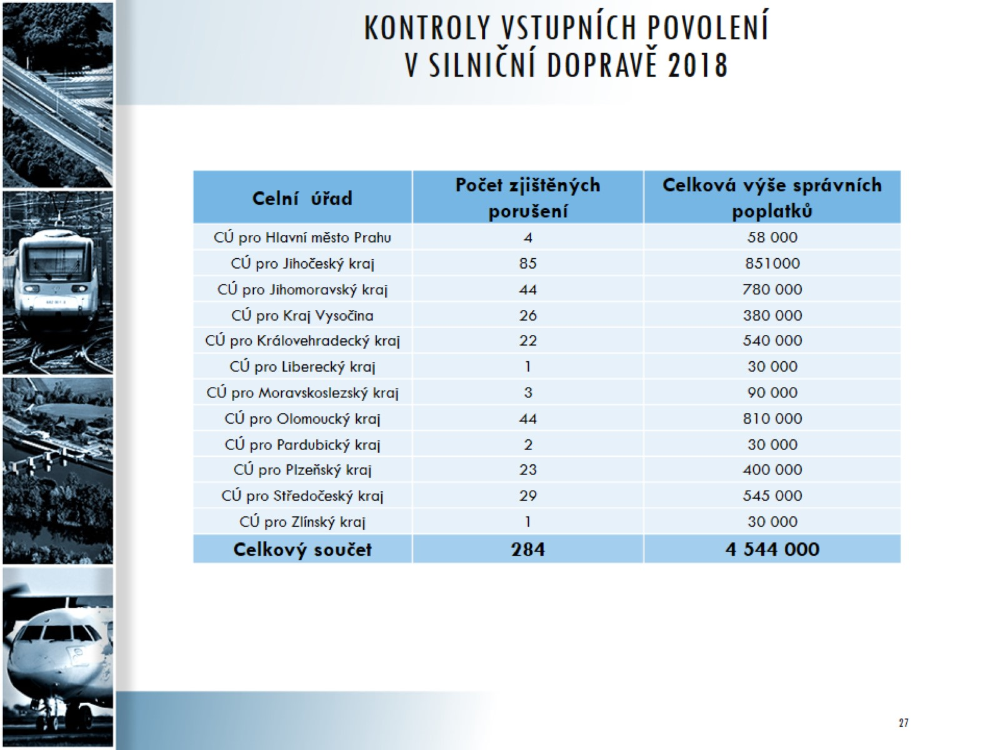 KONTROLY VSTUPNÍCH POVOLENÍ
V SILNIČNÍ DOPRAVĚ 2018
Celní úřad
Počet zjištěných
porušení
Celková výše správních
poplatků
CÚ pro Hlavní město Prahu 4 58 000
CÚ pro Jihočeský kraj 85 851000
CÚ pro Jihomoravský kraj 44 780 000
CÚ pro Kraj Vysočina 26 380 000
CÚ pro Královehradecký kraj 22 540 000
CÚ pro Liberecký kraj 1 30 000
CÚ pro Moravskoslezský kraj 3 90 000
CÚ pro Olomoucký kraj 44 810 000
CÚ pro Pardubický kraj 2 30 000
CÚ pro Plzeňský kraj 23 400 000
CÚ pro Středočeský kraj 29 545 000
CÚ pro Zlínský kraj 1 30 000
Celkový součet 284 4 544 000
27